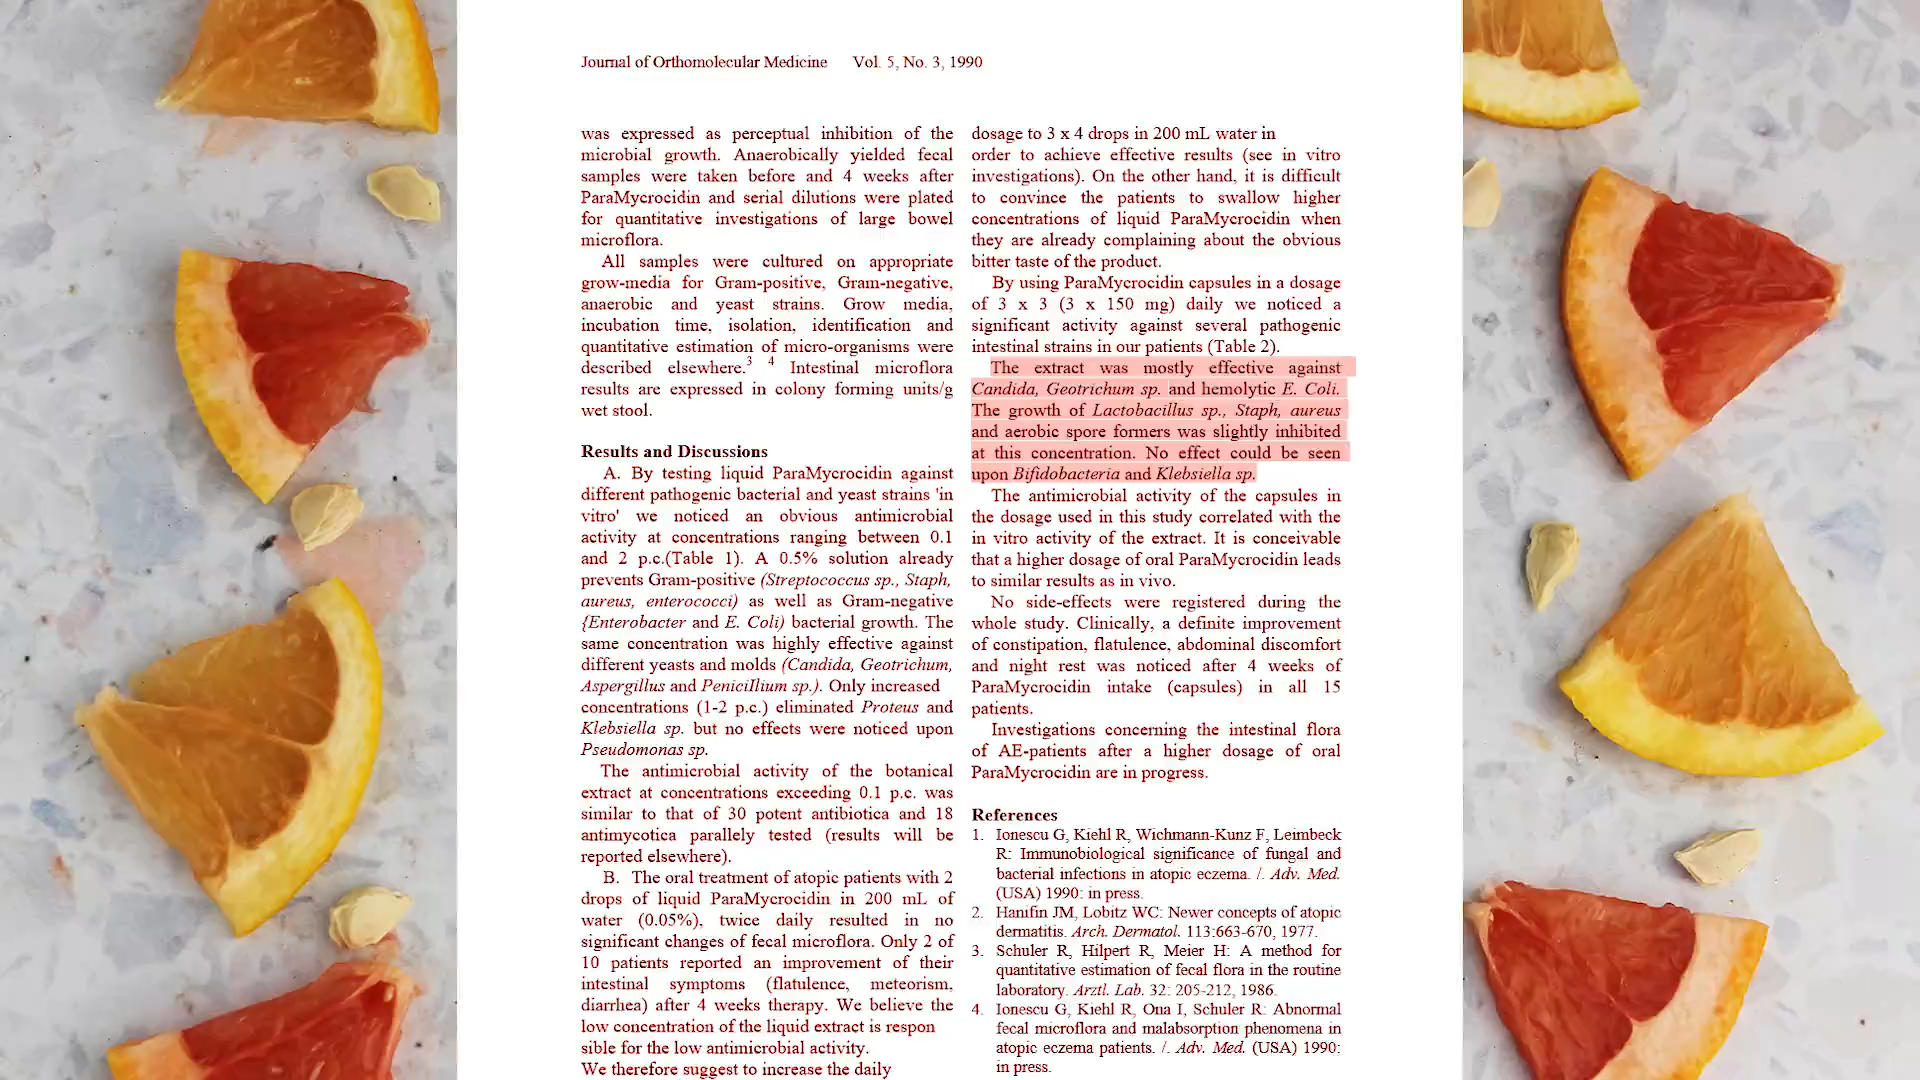 Journal of Orthomolecular Medicine Vol. 5, No. 3, 1990
was expressed as perceptual inhibition of the
microbial growth. Anaerobically yielded fecal
samples were taken before and 4 weeks after
ParaMycrocidin and serial dilutions were plated
for quantitative investigations of large bowel
microflora.
All samples were cultured on appropriate
grow-media for Gram-positive, Gram-negative,
anaerobic and yeast strains. Grow media,
incubation time, isolation, identification and
quantitative estimation of micro-organisms were
described elsewhere.3 4 Intestinal microflora
results are expressed in colony forming units/g
wet stool.
Results and Discussions
A. By testing liquid ParaMycrocidin against
different pathogenic bacterial and yeast strains 'in
vitro' we noticed an obvious antimicrobial
activity at concentrations ranging between 0.1
and 2 p.c.(Table 1). A 0.5% solution already
prevents Gram-positive (Streptococcus sp., Staph,
aureus, enterococci) as well as Gram-negative
{Enterobacter and E. Coli) bacterial growth. The
same concentration was highly effective against
different yeasts and molds (Candida, Geotrichum,
Aspergillus and Penicillium sp.). Only increased
concentrations (1-2 p.c.) eliminated Proteus and
Klebsiella sp. but no effects were noticed upon
Pseudomonas sp.
The antimicrobial activity of the botanical
extract at concentrations exceeding 0.1 p.c. was
similar to that of 30 potent antibiotica and 18
antimycotica parallely tested (results will be
reported elsewhere).
B. The oral treatment of atopic patients with 2
drops of liquid ParaMycrocidin in 200 mL of
water (0.05%), twice daily resulted in no
significant changes of fecal microflora. Only 2 of
10 patients reported an improvement of their
intestinal symptoms (flatulence, meteorism,
diarrhea) after 4 weeks therapy. We believe the
low concentration of the liquid extract is respon
sible for the low antimicrobial activity.
We therefore suggest to increase the daily
dosage to 3 x 4 drops in 200 mL water in
order to achieve effective results (see in vitro
investigations). On the other hand, it is difficult
to convince the patients to swallow higher
concentrations of liquid ParaMycrocidin when
they are already complaining about the obvious
bitter taste of the product.
By using ParaMycrocidin capsules in a dosage
of 3 x 3 (3 x 150 mg) daily we noticed a
significant activity against several pathogenic
intestinal strains in our patients (Table 2).
The extract was mostly effective against
Candida, Geotrichum sp. and hemolytic E. Coli.
The growth of Lactobacillus sp., Staph, aureus
and aerobic spore formers was slightly inhibited
at this concentration. No effect could be seen
upon Bifidobacteria and Klebsiella sp.
The antimicrobial activity of the capsules in
the dosage used in this study correlated with the
in vitro activity of the extract. It is conceivable
that a higher dosage of oral ParaMycrocidin leads
to similar results as in vivo.
No side-effects were registered during the
whole study. Clinically, a definite improvement
of constipation, flatulence, abdominal discomfort
and night rest was noticed after 4 weeks of
ParaMycrocidin intake (capsules) in all 15
patients.
Investigations concerning the intestinal flora
of AE-patients after a higher dosage of oral
ParaMycrocidin are in progress.
References
1. Ionescu G, Kiehl R, Wichmann-Kunz F, Leimbeck
R: Immunobiological significance of fungal and
bacterial infections in atopic eczema. /. Adv. Med.
(USA) 1990: in press.
2. Hanifin JM, Lobitz WC: Newer concepts of atopic
dermatitis. Arch. Dermatol. 113:663-670, 1977.
3. Schuler R, Hilpert R, Meier H: A method for
quantitative estimation of fecal flora in the routine
laboratory. Arztl. Lab. 32: 205-212, 1986.
4. Ionescu G, Kiehl R, Ona I, Schuler R: Abnormal
fecal microflora and malabsorption phenomena in
atopic eczema patients. /. Adv. Med. (USA) 1990:
in press.